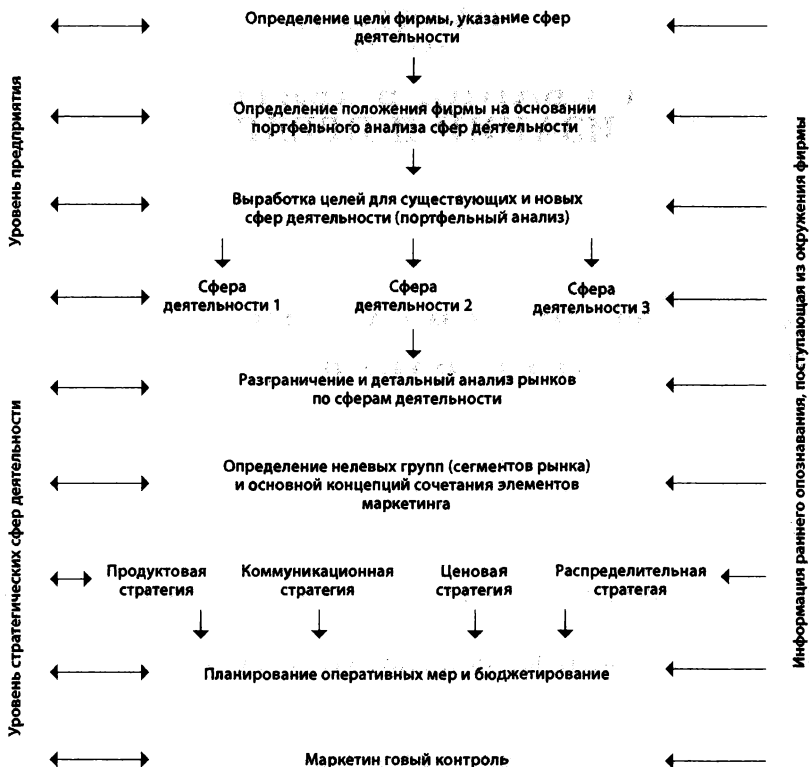 Определение цели фирмы, указание сфер
деятельности
Определение положения фирмы на основании
портфельного анализа сфер деятельности
Выработка целей для существующих и новых
сфер деятельности (портфельный анализ)
Сфера
деятельности 1
Сфера
деятельности 2
Сфера
деятельности 3
Разграничение и детальный анализ рынков
по сферам деятельности
Определение нелевых групп (сегментов рынка)
и основной концепций сочетания элементов
маркетинга
Продуктовая
стратегия
Коммуникационная
стратегия
Ценовая
стратегия
Распределительная
стратегая
Планирование оперативных мер и бюджетирование
Маркетин говый контроль
Уровень предприятия
Уровень стратегических сфер деятельности
Информация раннего опознавания, поступающая из окружения фирмы